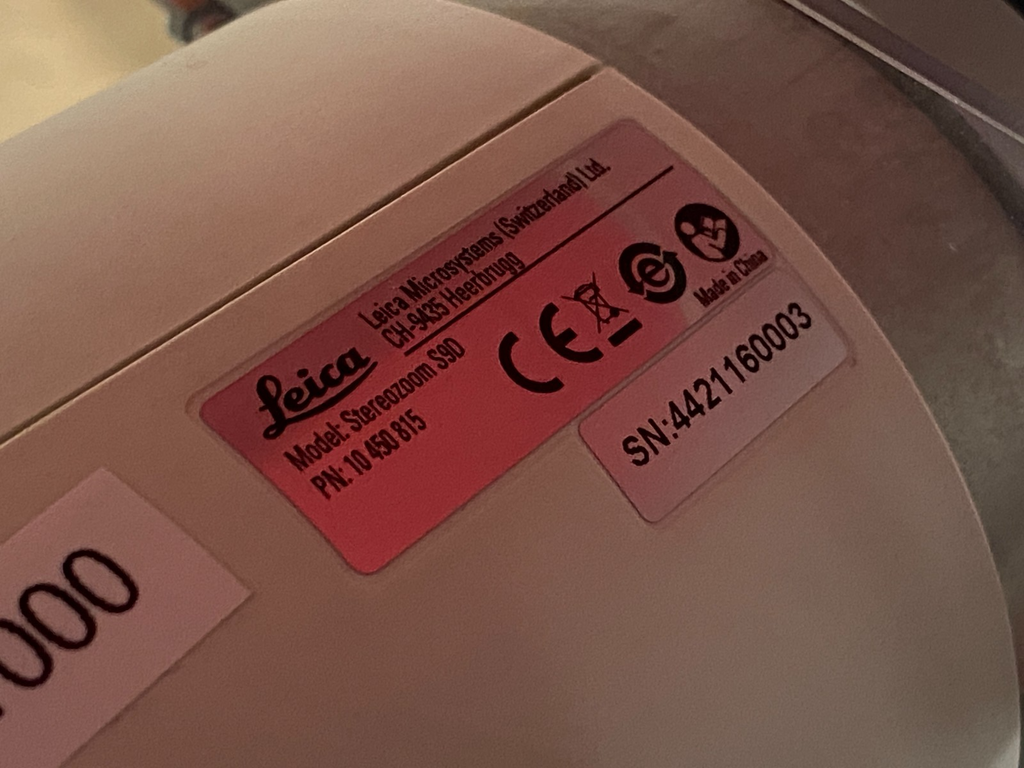 Leica Microsystems (Switzerland) Ltd.
CH-9435 Heerbrugg
Leica
Model: Stereozoom S9D
PN: 10 450 815
CE
Made in China
SN:4421160003
000